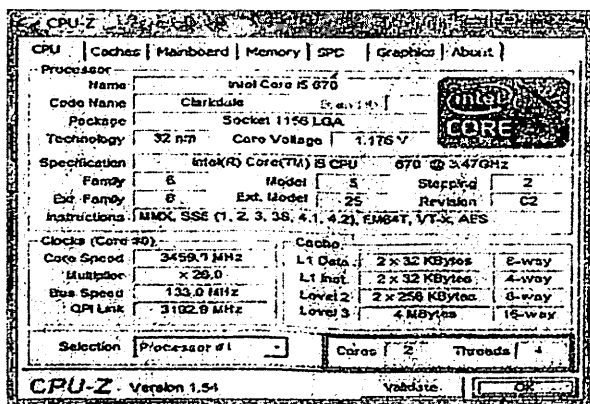 CPU-Z
CPU Caches Mainboard Memory SPD Graphics About
Processor
Name Intel Core i5 670
Code Name Clarkdale Brand ID
Package Socket 1156 LGA
Technology 32 nm Core Voltage 1.176 V
intel
CORE
Specification Intel(R) Core(TM) i5 CPU 670 @ 3.47GHz
Family 6 Model 5 Stepping 2
Ext. Family 6 Ext. Model 25 Revision C2
Instructions MMX, SSE (1, 2, 3, 3S, 4.1, 4.2), EM64T, VT-x, AES
Clocks (Core #0)
Core Speed 3459.1 MHz
Multiplier x 26.0
Bus Speed 133.0 MHz
QPI Link 3192.9 MHz
Cache
L1 Data 2 x 32 KBytes 8-way
L1 Inst. 2 x 32 KBytes 4-way
Level 2 2 x 256 KBytes 8-way
Level 3 4 MBytes 16-way
Selection Processor #1 Cores 2 Threads 4
CPU-Z Version 1.54 Validate OK